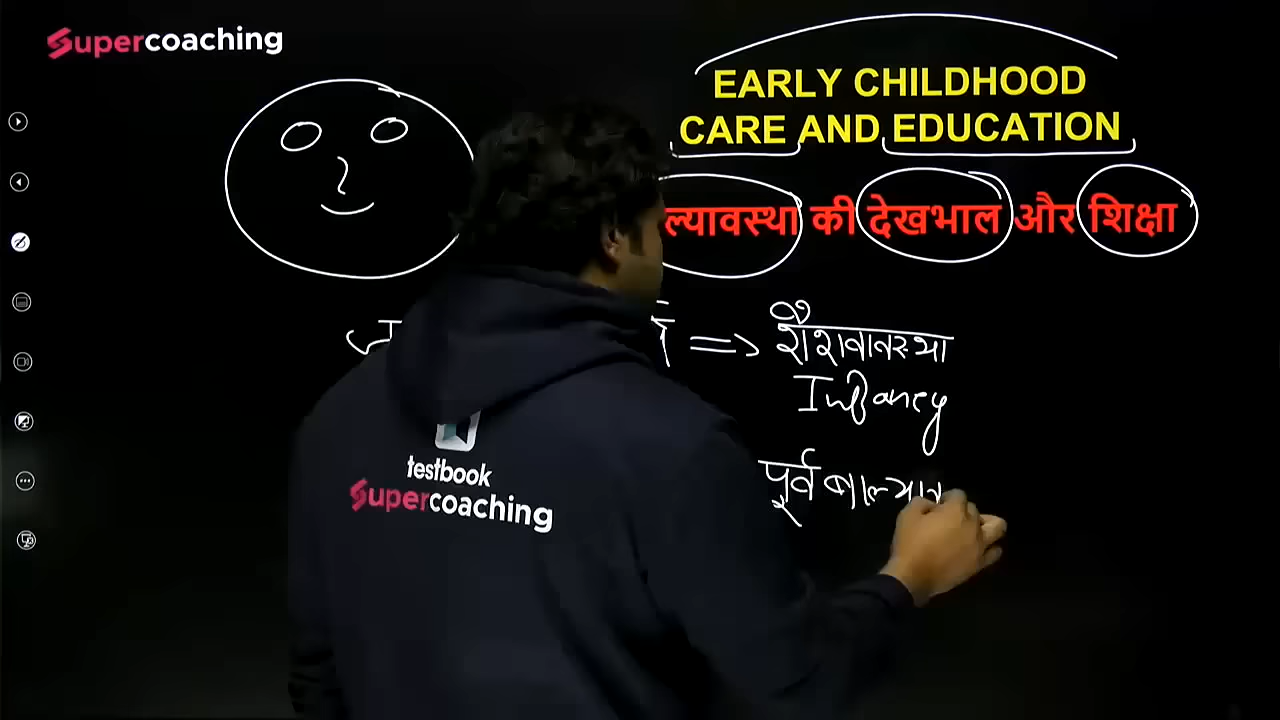 Supercoaching
EARLY CHILDHOOD
CARE AND EDUCATION
ल्यावस्था की देखभाल और शिक्षा
शैशवावस्था
Infancy
पूर्व बाल्याव
testbook
Supercoaching